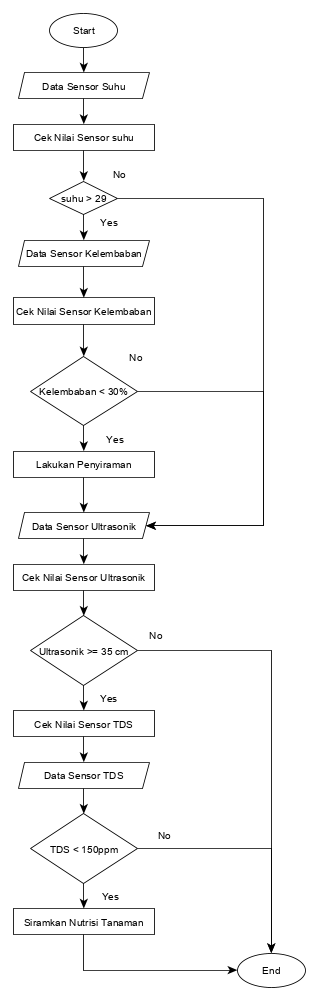 Start
Data Sensor Suhu
Cek Nilai Sensor suhu
No
suhu > 29
Yes
Data Sensor Kelembaban
Cek Nilai Sensor Kelembaban
No
Kelembaban < 30%
Yes
Lakukan Penyiraman
Data Sensor Ultrasonik
Cek Nilai Sensor Ultrasonik
No
Ultrasonik >= 35 cm
Yes
Cek Nilai Sensor TDS
Data Sensor TDS
No
TDS < 150ppm
Yes
Siramkan Nutrisi Tanaman
End